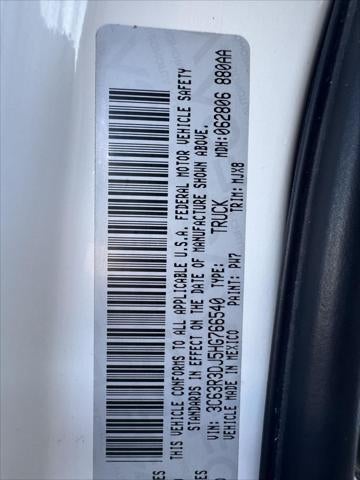 THIS VEHICLE CONFORMS TO ALL APPLICABLE U.S.A. FEDERAL MOTOR VEHICLE SAFETY
STANDARDS IN EFFECT ON THE DATE OF MANUFACTURE SHOWN ABOVE.
VIN: 3C63R3DJ5HG766540 TYPE: TRUCK MDH: 062806 880AA
VEHICLE MADE IN MEXICO PAINT: PW7 TRIM: MJX8